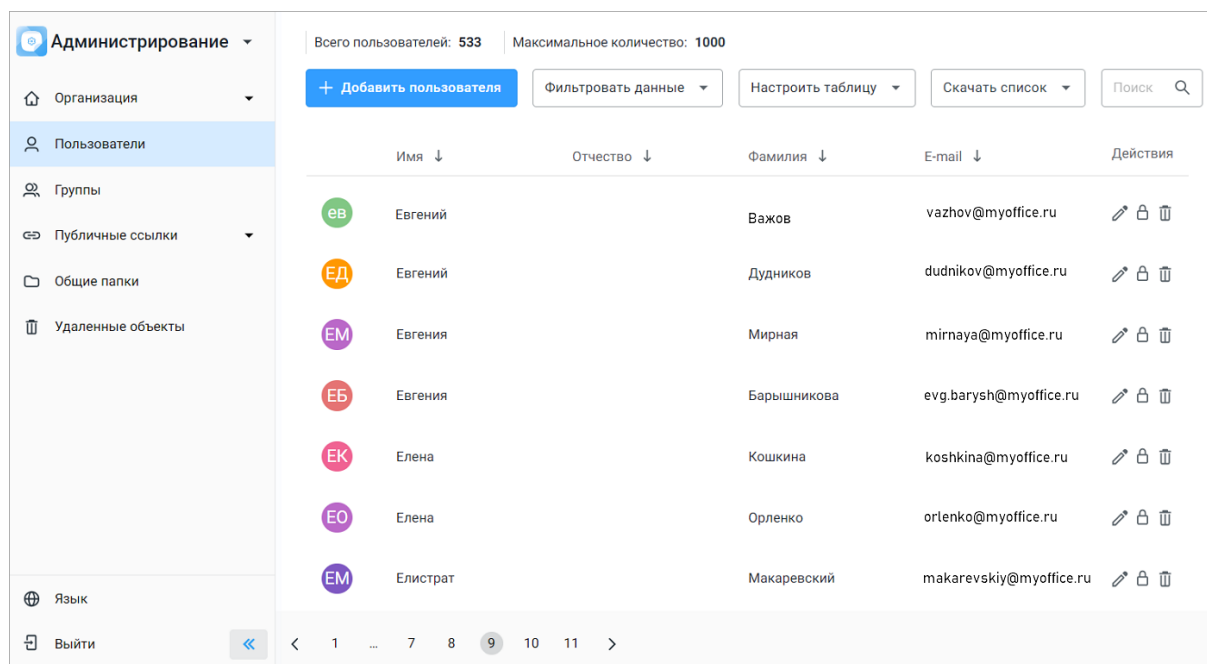 Администрирование
Всего пользователей: 533 Максимальное количество: 1000
+ Добавить пользователя Фильтровать данные Настроить таблицу Скачать список Поиск
Организация
Пользователи
Группы
Публичные ссылки
Общие папки
Удаленные объекты
Имя ↓ Отчество ↓ Фамилия ↓ E-mail ↓ Действия
ев Евгений Важов vazhov@myoffice.ru
ЕД Евгений Дудников dudnikov@myoffice.ru
ЕМ Евгения Мирная mirnaya@myoffice.ru
ЕБ Евгения Барышникова evg.barysh@myoffice.ru
ЕК Елена Кошкина koshkina@myoffice.ru
ЕО Елена Орленко orlenko@myoffice.ru
ЕМ Елистрат Макаревский makarevskiy@myoffice.ru
Язык
Выйти «
< 1 ... 7 8 9 10 11 >